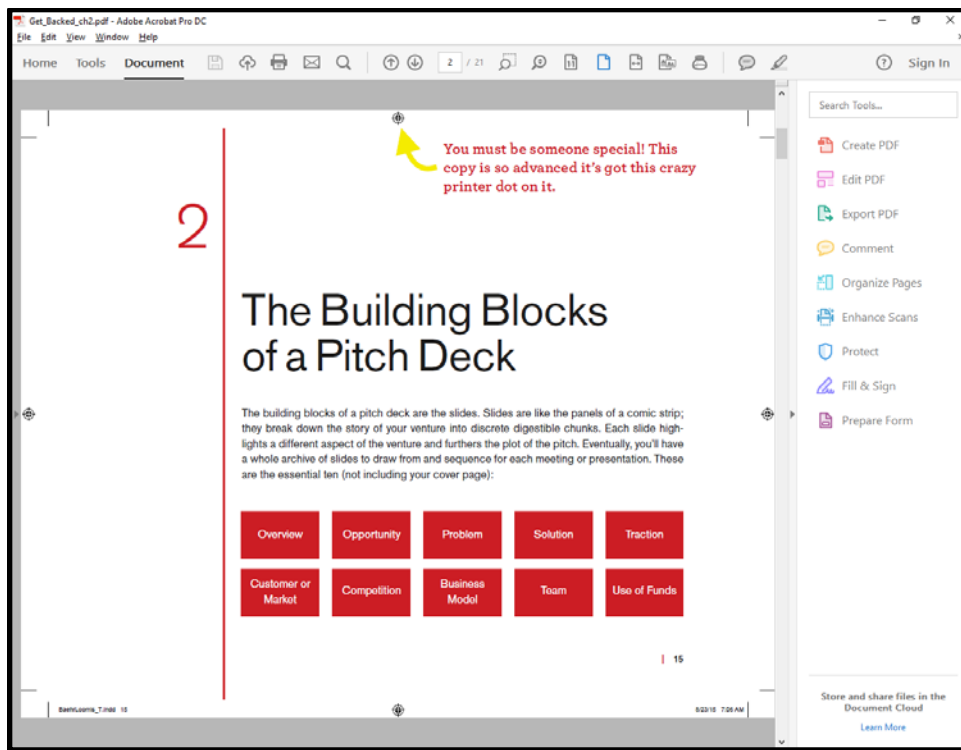 Get_Backed_ch2.pdf - Adobe Acrobat Pro DC
File Edit View Window Help
Home Tools Document 2 / 21 Sign In
Search Tools...
Create PDF
Edit PDF
Export PDF
Comment
Organize Pages
Enhance Scans
Protect
Fill & Sign
Prepare Form
Store and share files in the
Document Cloud
Learn More
You must be someone special! This
copy is so advanced it's got this crazy
printer dot on it.
2
The Building Blocks
of a Pitch Deck
The building blocks of a pitch deck are the slides. Slides are like the panels of a comic strip;
they break down the story of your venture into discrete digestible chunks. Each slide high-
lights a different aspect of the venture and furthers the plot of the pitch. Eventually, you'll have
a whole archive of slides to draw from and sequence for each meeting or presentation. These
are the essential ten (not including your cover page):
Overview Opportunity Problem Solution Traction
Customer or
Market
Competition
Business
Model
Team Use of Funds
15